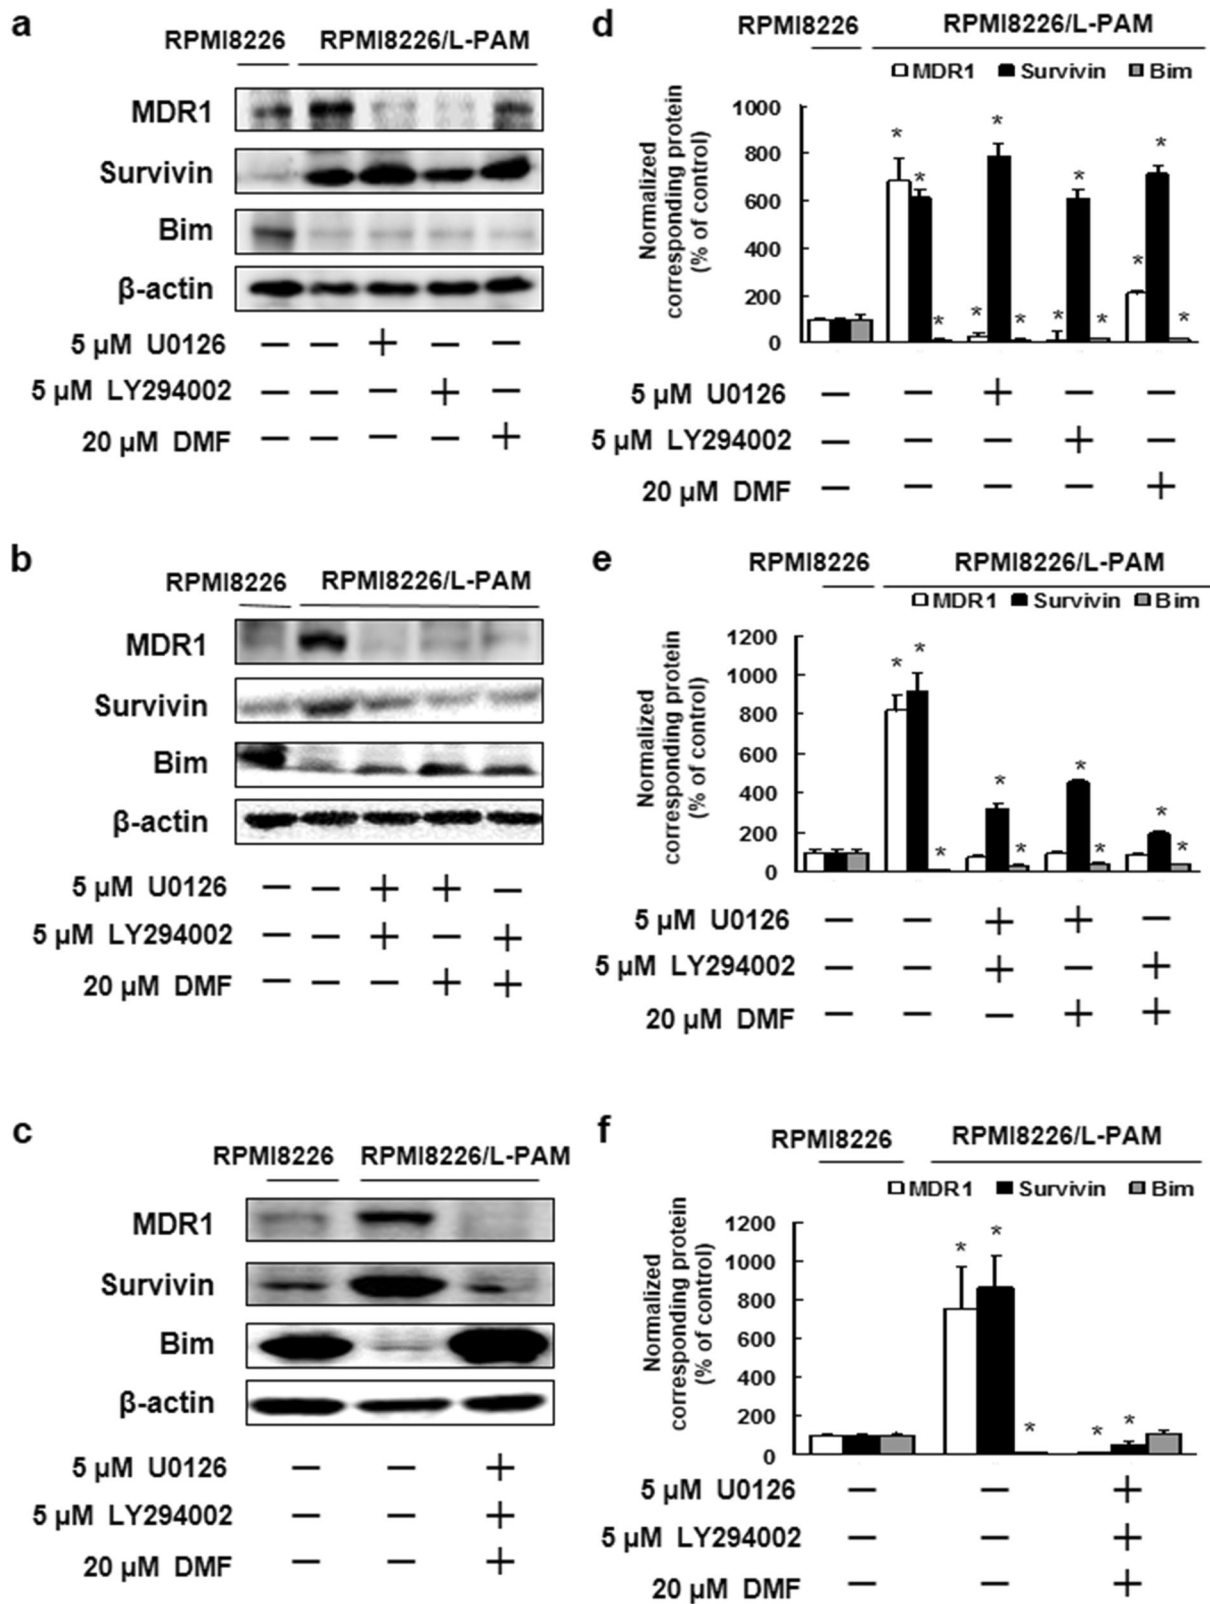 a
RPMI8226 RPMI8226/L-PAM
MDR1
Survivin
Bim
β-actin
5 μM U0126 − − + − −
5 μM LY294002 − − − + −
20 μM DMF − − − − +
d
RPMI8226 RPMI8226/L-PAM
MDR1 Survivin Bim
Normalized
corresponding protein
(% of control)
1000
800
600
400
200
0
* * * * * * * * * * * *
5 μM U0126 − − + − −
5 μM LY294002 − − − + −
20 μM DMF − − − − +
b
RPMI8226 RPMI8226/L-PAM
MDR1
Survivin
Bim
β-actin
5 μM U0126 − − + + −
5 μM LY294002 − − + − +
20 μM DMF − − − + +
e
RPMI8226 RPMI8226/L-PAM
MDR1 Survivin Bim
Normalized
corresponding protein
(% of control)
1200
1000
800
600
400
200
0
* * * * * * * * *
5 μM U0126 − − + + −
5 μM LY294002 − − + − +
20 μM DMF − − − + +
c
RPMI8226 RPMI8226/L-PAM
MDR1
Survivin
Bim
β-actin
5 μM U0126 − − +
5 μM LY294002 − − +
20 μM DMF − − +
f
RPMI8226 RPMI8226/L-PAM
MDR1 Survivin Bim
Normalized
corresponding protein
(% of control)
1200
1000
800
600
400
200
0
* * * * *
5 μM U0126 − − +
5 μM LY294002 − − +
20 μM DMF − − +